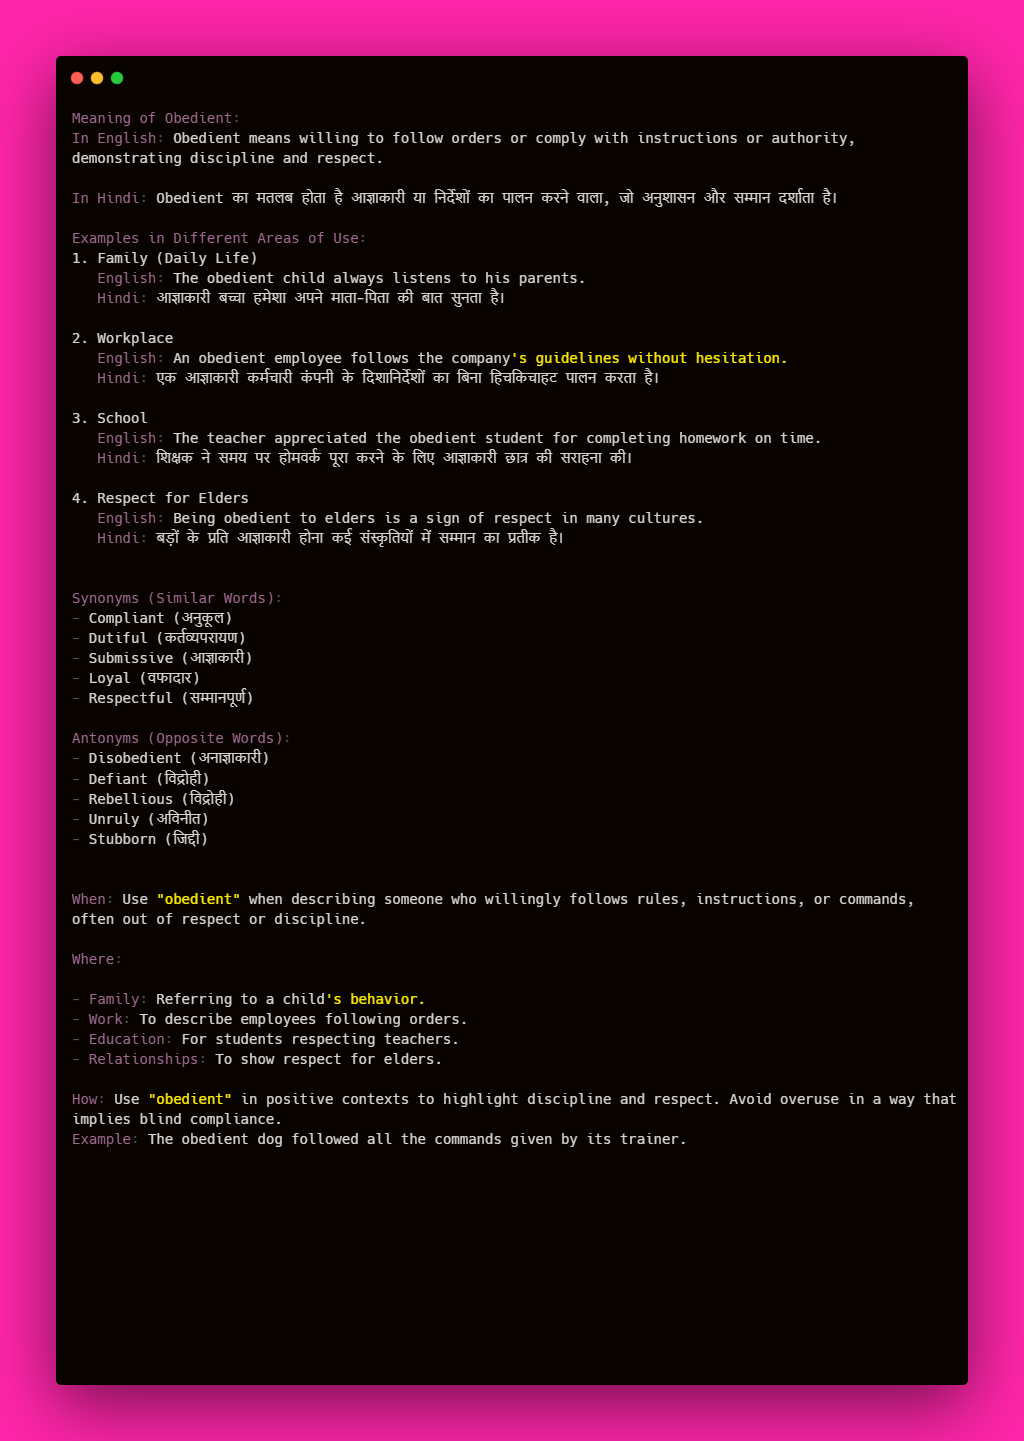 Meaning of Obedient:
In English: Obedient means willing to follow orders or comply with instructions or authority,
demonstrating discipline and respect.
In Hindi: Obedient का मतलब होता है आज्ञाकारी या निर्देशों का पालन करने वाला, जो अनुशासन और सम्मान दर्शाता है।
Examples in Different Areas of Use:
1. Family (Daily Life)
English: The obedient child always listens to his parents.
Hindi: आज्ञाकारी बच्चा हमेशा अपने माता-पिता की बात सुनता है।
2. Workplace
English: An obedient employee follows the company's guidelines without hesitation.
Hindi: एक आज्ञाकारी कर्मचारी कंपनी के दिशानिर्देशों का बिना हिचकिचाहट पालन करता है।
3. School
English: The teacher appreciated the obedient student for completing homework on time.
Hindi: शिक्षक ने समय पर होमवर्क पूरा करने के लिए आज्ञाकारी छात्र की सराहना की।
4. Respect for Elders
English: Being obedient to elders is a sign of respect in many cultures.
Hindi: बड़ों के प्रति आज्ञाकारी होना कई संस्कृतियों में सम्मान का प्रतीक है।
Synonyms (Similar Words):
- Compliant (अनुकूल)
- Dutiful (कर्तव्यपरायण)
- Submissive (आज्ञाकारी)
- Loyal (वफादार)
- Respectful (सम्मानपूर्ण)
Antonyms (Opposite Words):
- Disobedient (अनाज्ञाकारी)
- Defiant (विद्रोही)
- Rebellious (विद्रोही)
- Unruly (अविनीत)
- Stubborn (जिद्दी)
When: Use "obedient" when describing someone who willingly follows rules, instructions, or commands,
often out of respect or discipline.
Where:
- Family: Referring to a child's behavior.
- Work: To describe employees following orders.
- Education: For students respecting teachers.
- Relationships: To show respect for elders.
How: Use "obedient" in positive contexts to highlight discipline and respect. Avoid overuse in a way that
implies blind compliance.
Example: The obedient dog followed all the commands given by its trainer.